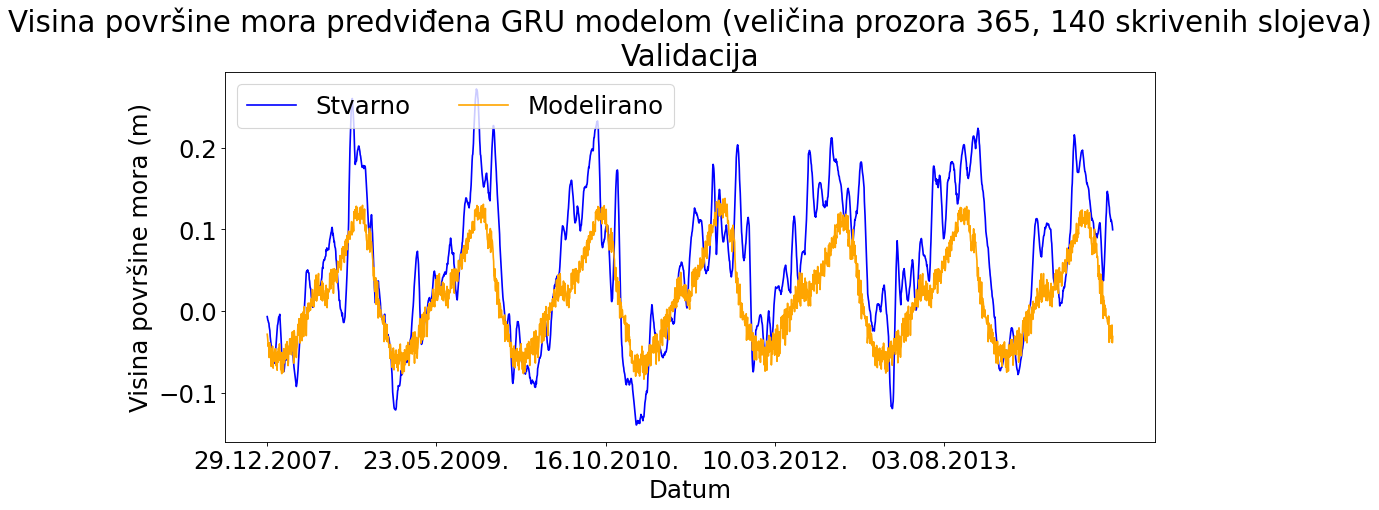 Visina površine mora predviđena GRU modelom (veličina prozora 365, 140 skrivenih slojeva)
Validacija
Stvarno
Modelirano
Visina površine mora (m)
0.2
0.1
0.0
−0.1
29.12.2007.
23.05.2009.
16.10.2010.
10.03.2012.
03.08.2013.
Datum